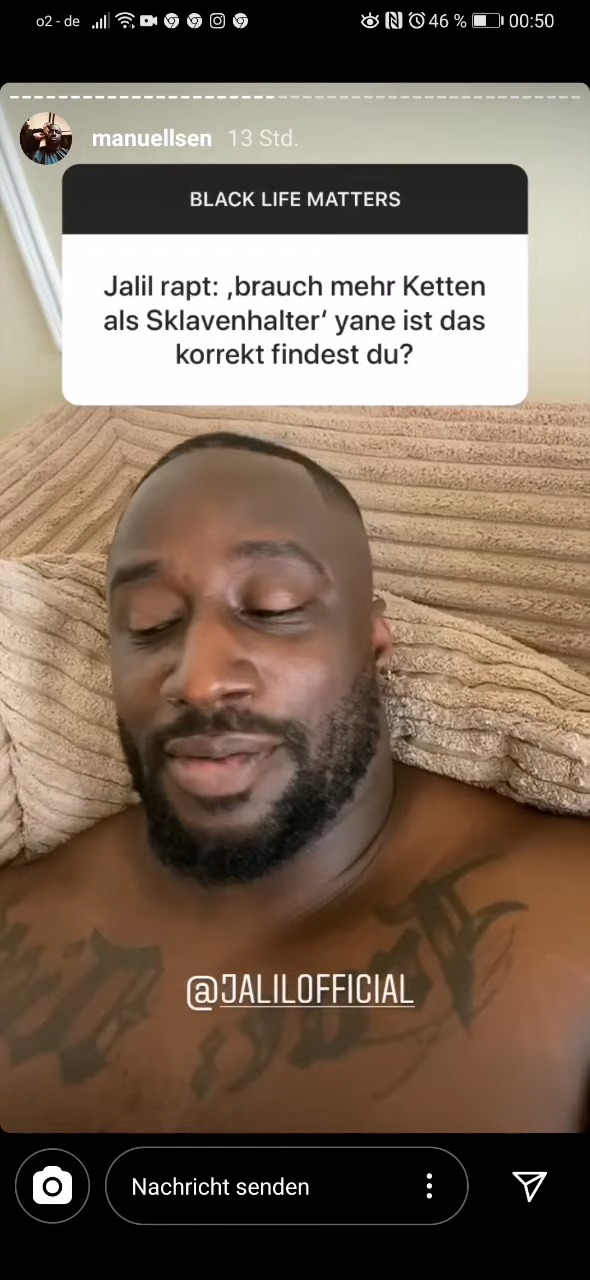 o2 - de 46 % 00:50
manuellsen 13 Std.
BLACK LIFE MATTERS
Jalil rapt: ‚brauch mehr Ketten
als Sklavenhalter‘ yane ist das
korrekt findest du?
@JALILOFFICIAL
Nachricht senden